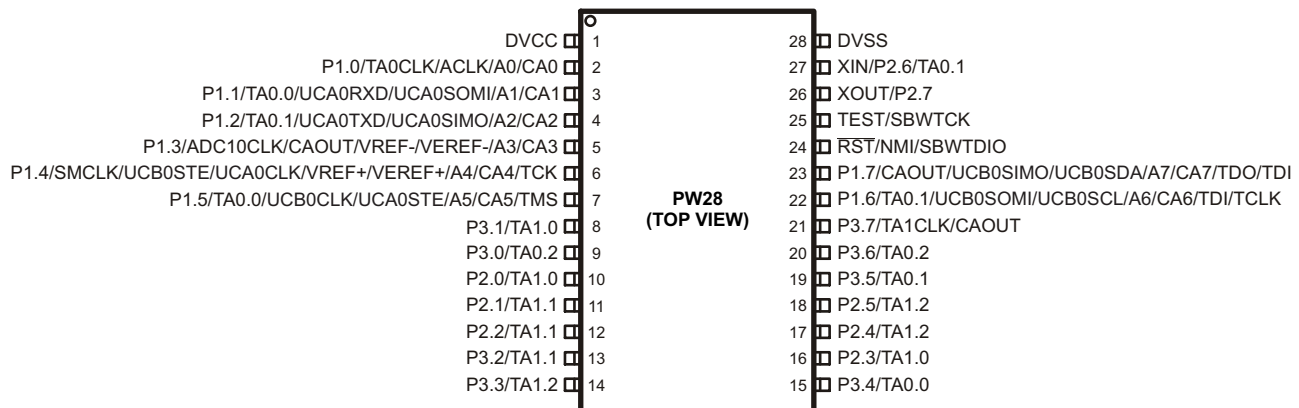 DVCC 1 28 DVSS
P1.0/TA0CLK/ACLK/A0/CA0 2 27 XIN/P2.6/TA0.1
P1.1/TA0.0/UCA0RXD/UCA0SOMI/A1/CA1 3 26 XOUT/P2.7
P1.2/TA0.1/UCA0TXD/UCA0SIMO/A2/CA2 4 25 TEST/SBWTCK
P1.3/ADC10CLK/CAOUT/VREF-/VEREF-/A3/CA3 5 24 RST/NMI/SBWTDIO
P1.4/SMCLK/UCB0STE/UCA0CLK/VREF+/VEREF+/A4/CA4/TCK 6 23 P1.7/CAOUT/UCB0SIMO/UCB0SDA/A7/CA7/TDO/TDI
P1.5/TA0.0/UCB0CLK/UCA0STE/A5/CA5/TMS 7 PW28 22 P1.6/TA0.1/UCB0SOMI/UCB0SCL/A6/CA6/TDI/TCLK
P3.1/TA1.0 8 (TOP VIEW) 21 P3.7/TA1CLK/CAOUT
P3.0/TA0.2 9 20 P3.6/TA0.2
P2.0/TA1.0 10 19 P3.5/TA0.1
P2.1/TA1.1 11 18 P2.5/TA1.2
P2.2/TA1.1 12 17 P2.4/TA1.2
P3.2/TA1.1 13 16 P2.3/TA1.0
P3.3/TA1.2 14 15 P3.4/TA0.0